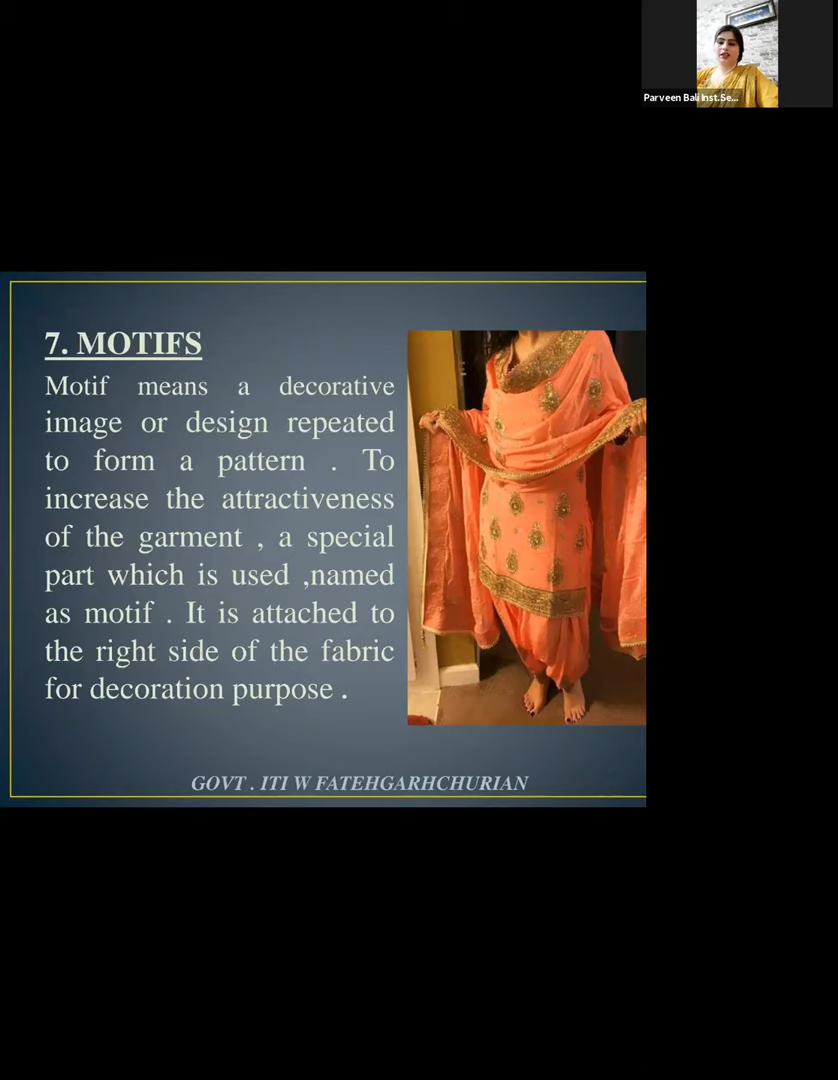 Parveen Bali Inst.Se...
7. MOTIFS
Motif means a decorative
image or design repeated
to form a pattern . To
increase the attractiveness
of the garment , a special
part which is used ,named
as motif . It is attached to
the right side of the fabric
for decoration purpose .
GOVT . ITI W FATEHGARHCHURIAN